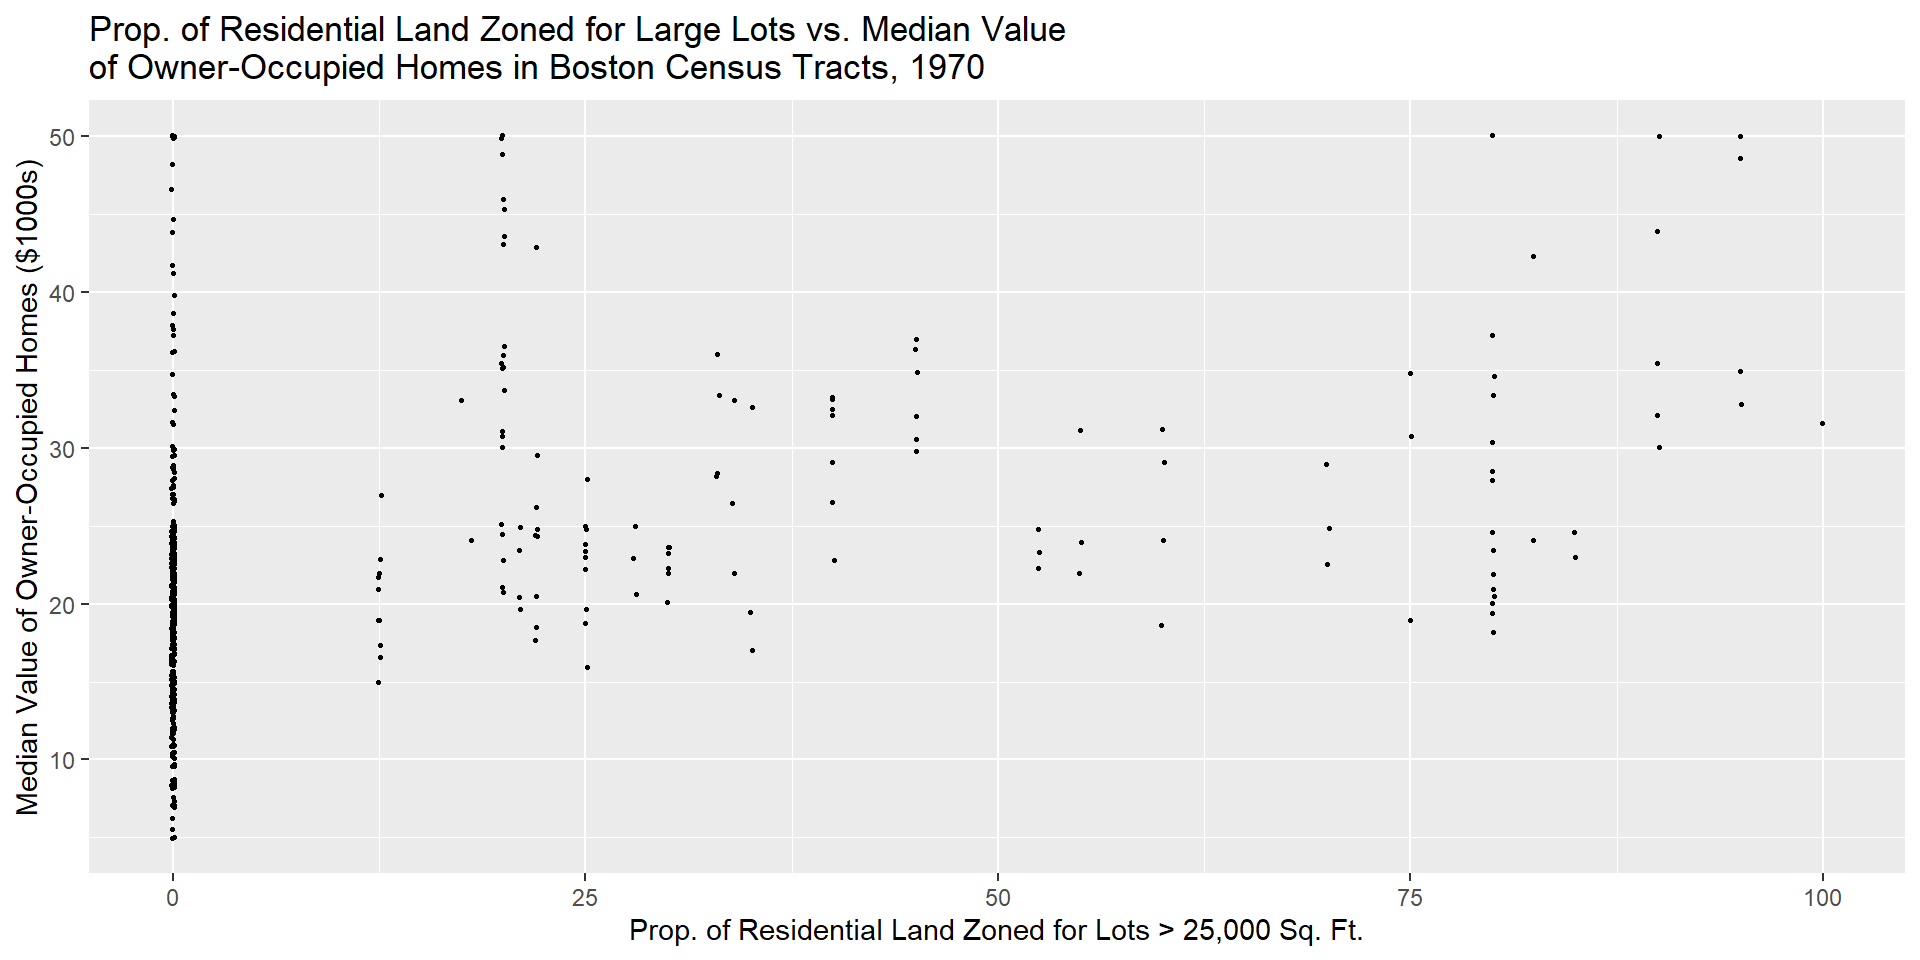 Prop. of Residential Land Zoned for Large Lots vs. Median Value
of Owner-Occupied Homes in Boston Census Tracts, 1970
Median Value of Owner-Occupied Homes ($1000s)
50
40
30
20
10
0
25
50
75
100
Prop. of Residential Land Zoned for Lots > 25,000 Sq. Ft.